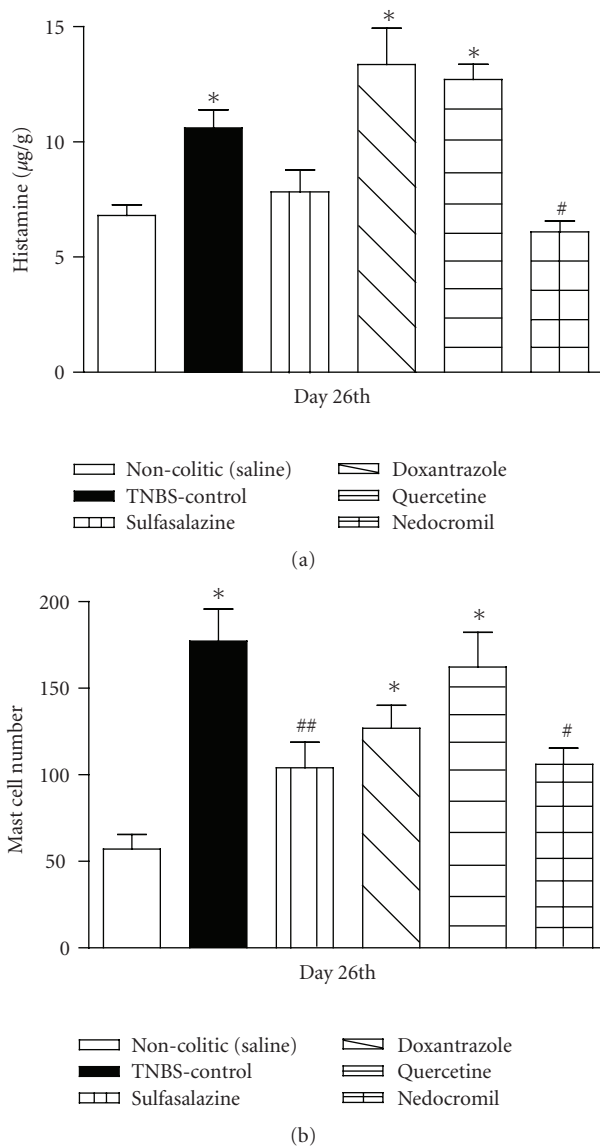 15
10
5
0
Histamine (µg/g)
*
*
*
#
Day 26th
Non-colitic (saline)
TNBS-control
Sulfasalazine
Doxantrazole
Quercetine
Nedocromil
(a)
200
150
100
50
0
Mast cell number
*
##
*
*
#
Day 26th
Non-colitic (saline)
TNBS-control
Sulfasalazine
Doxantrazole
Quercetine
Nedocromil
(b)